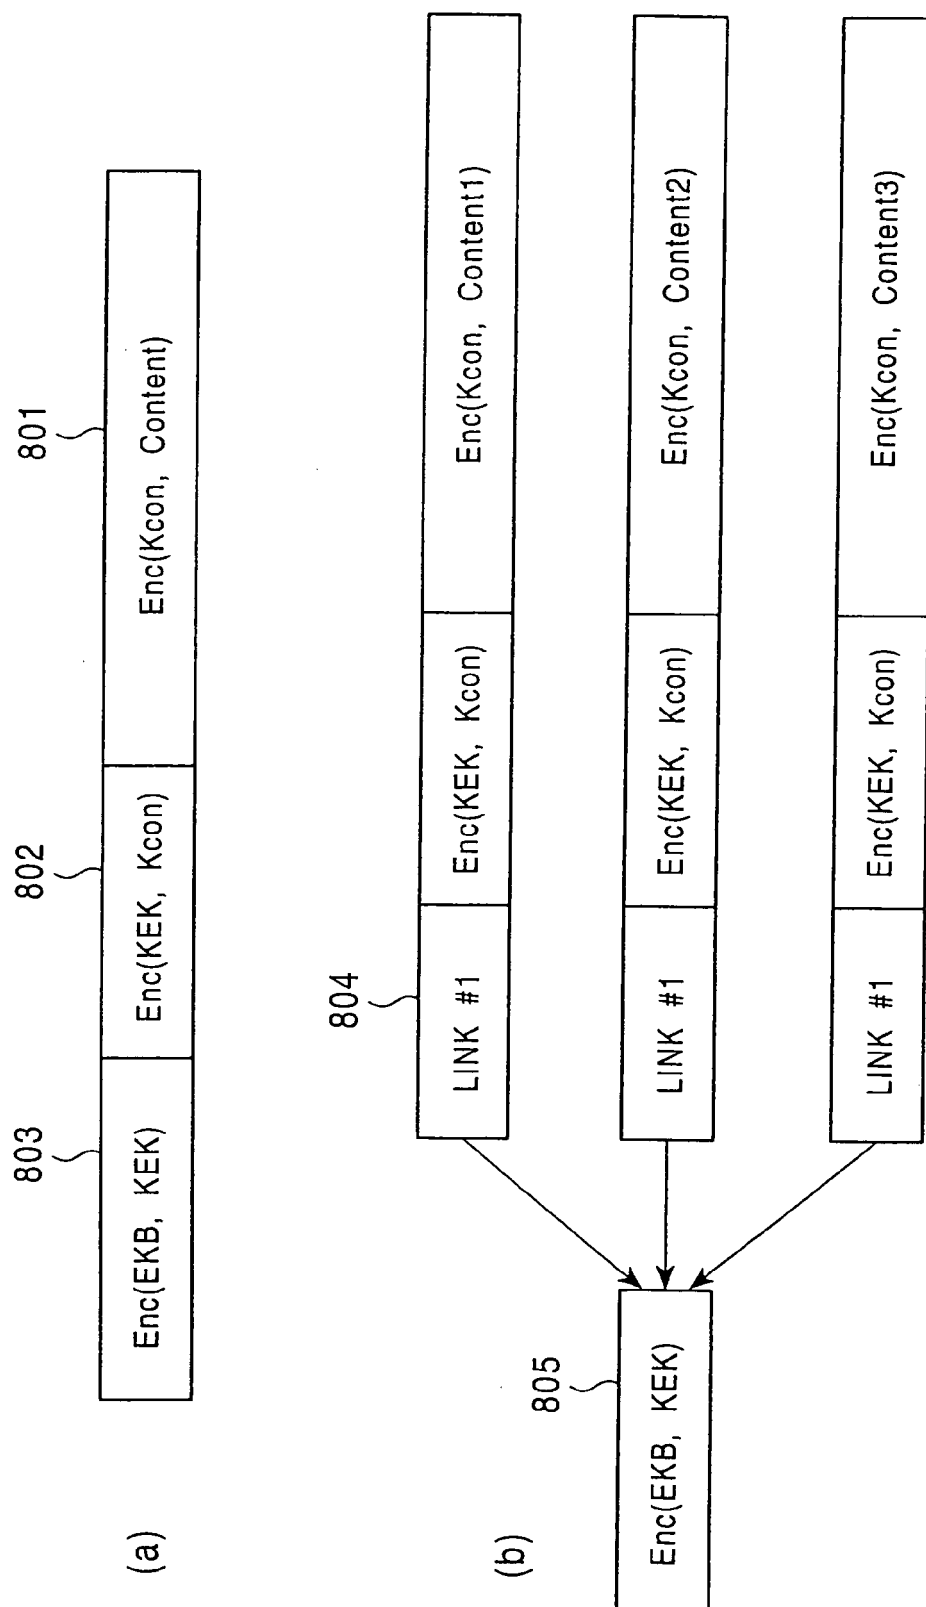 (a)
803
802
801
Enc(EKB, KEK)
Enc(KEK, Kcon)
Enc(Kcon, Content)
(b)
804
LINK #1
Enc(KEK, Kcon)
Enc(Kcon, Content1)
805
Enc(EKB, KEK)
LINK #1
Enc(KEK, Kcon)
Enc(Kcon, Content2)
LINK #1
Enc(KEK, Kcon)
Enc(Kcon, Content3)